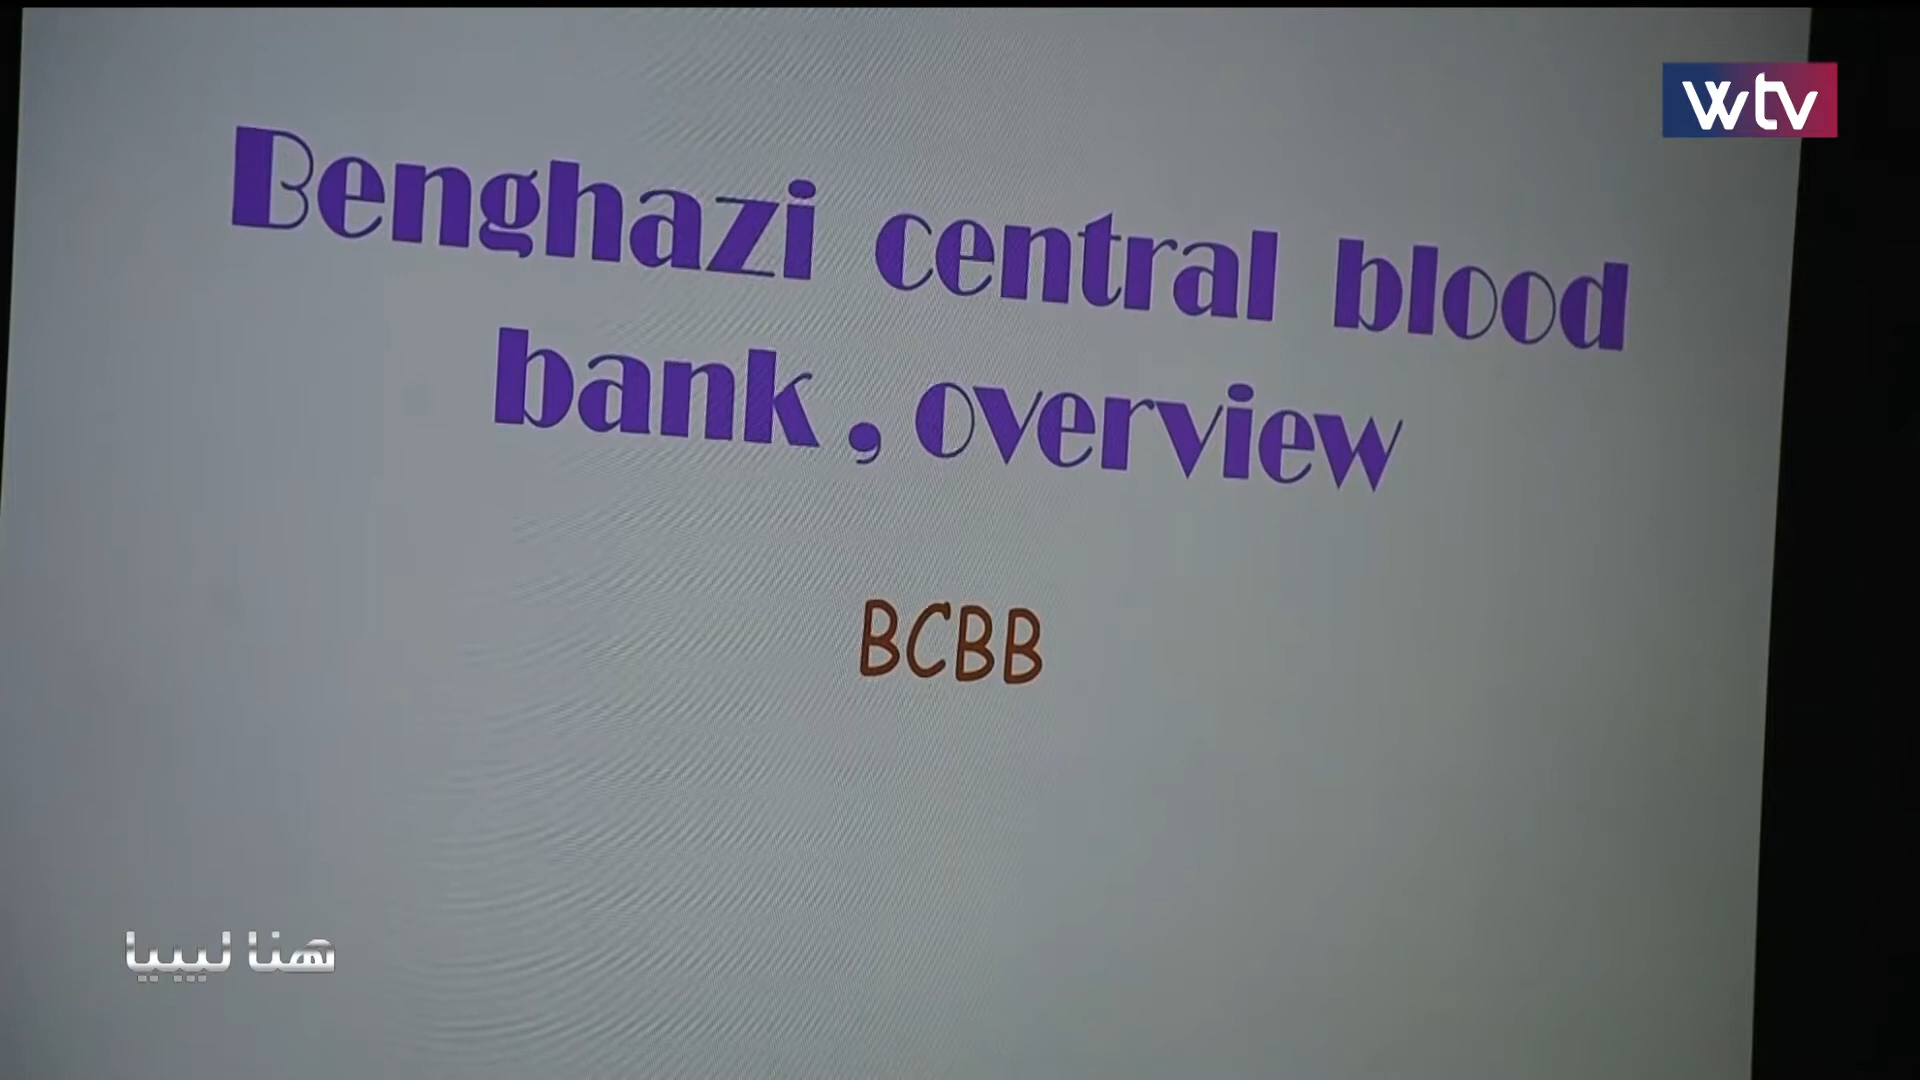 wtv
Benghazi central blood
bank, overview
BCBB
هنا ليبيا